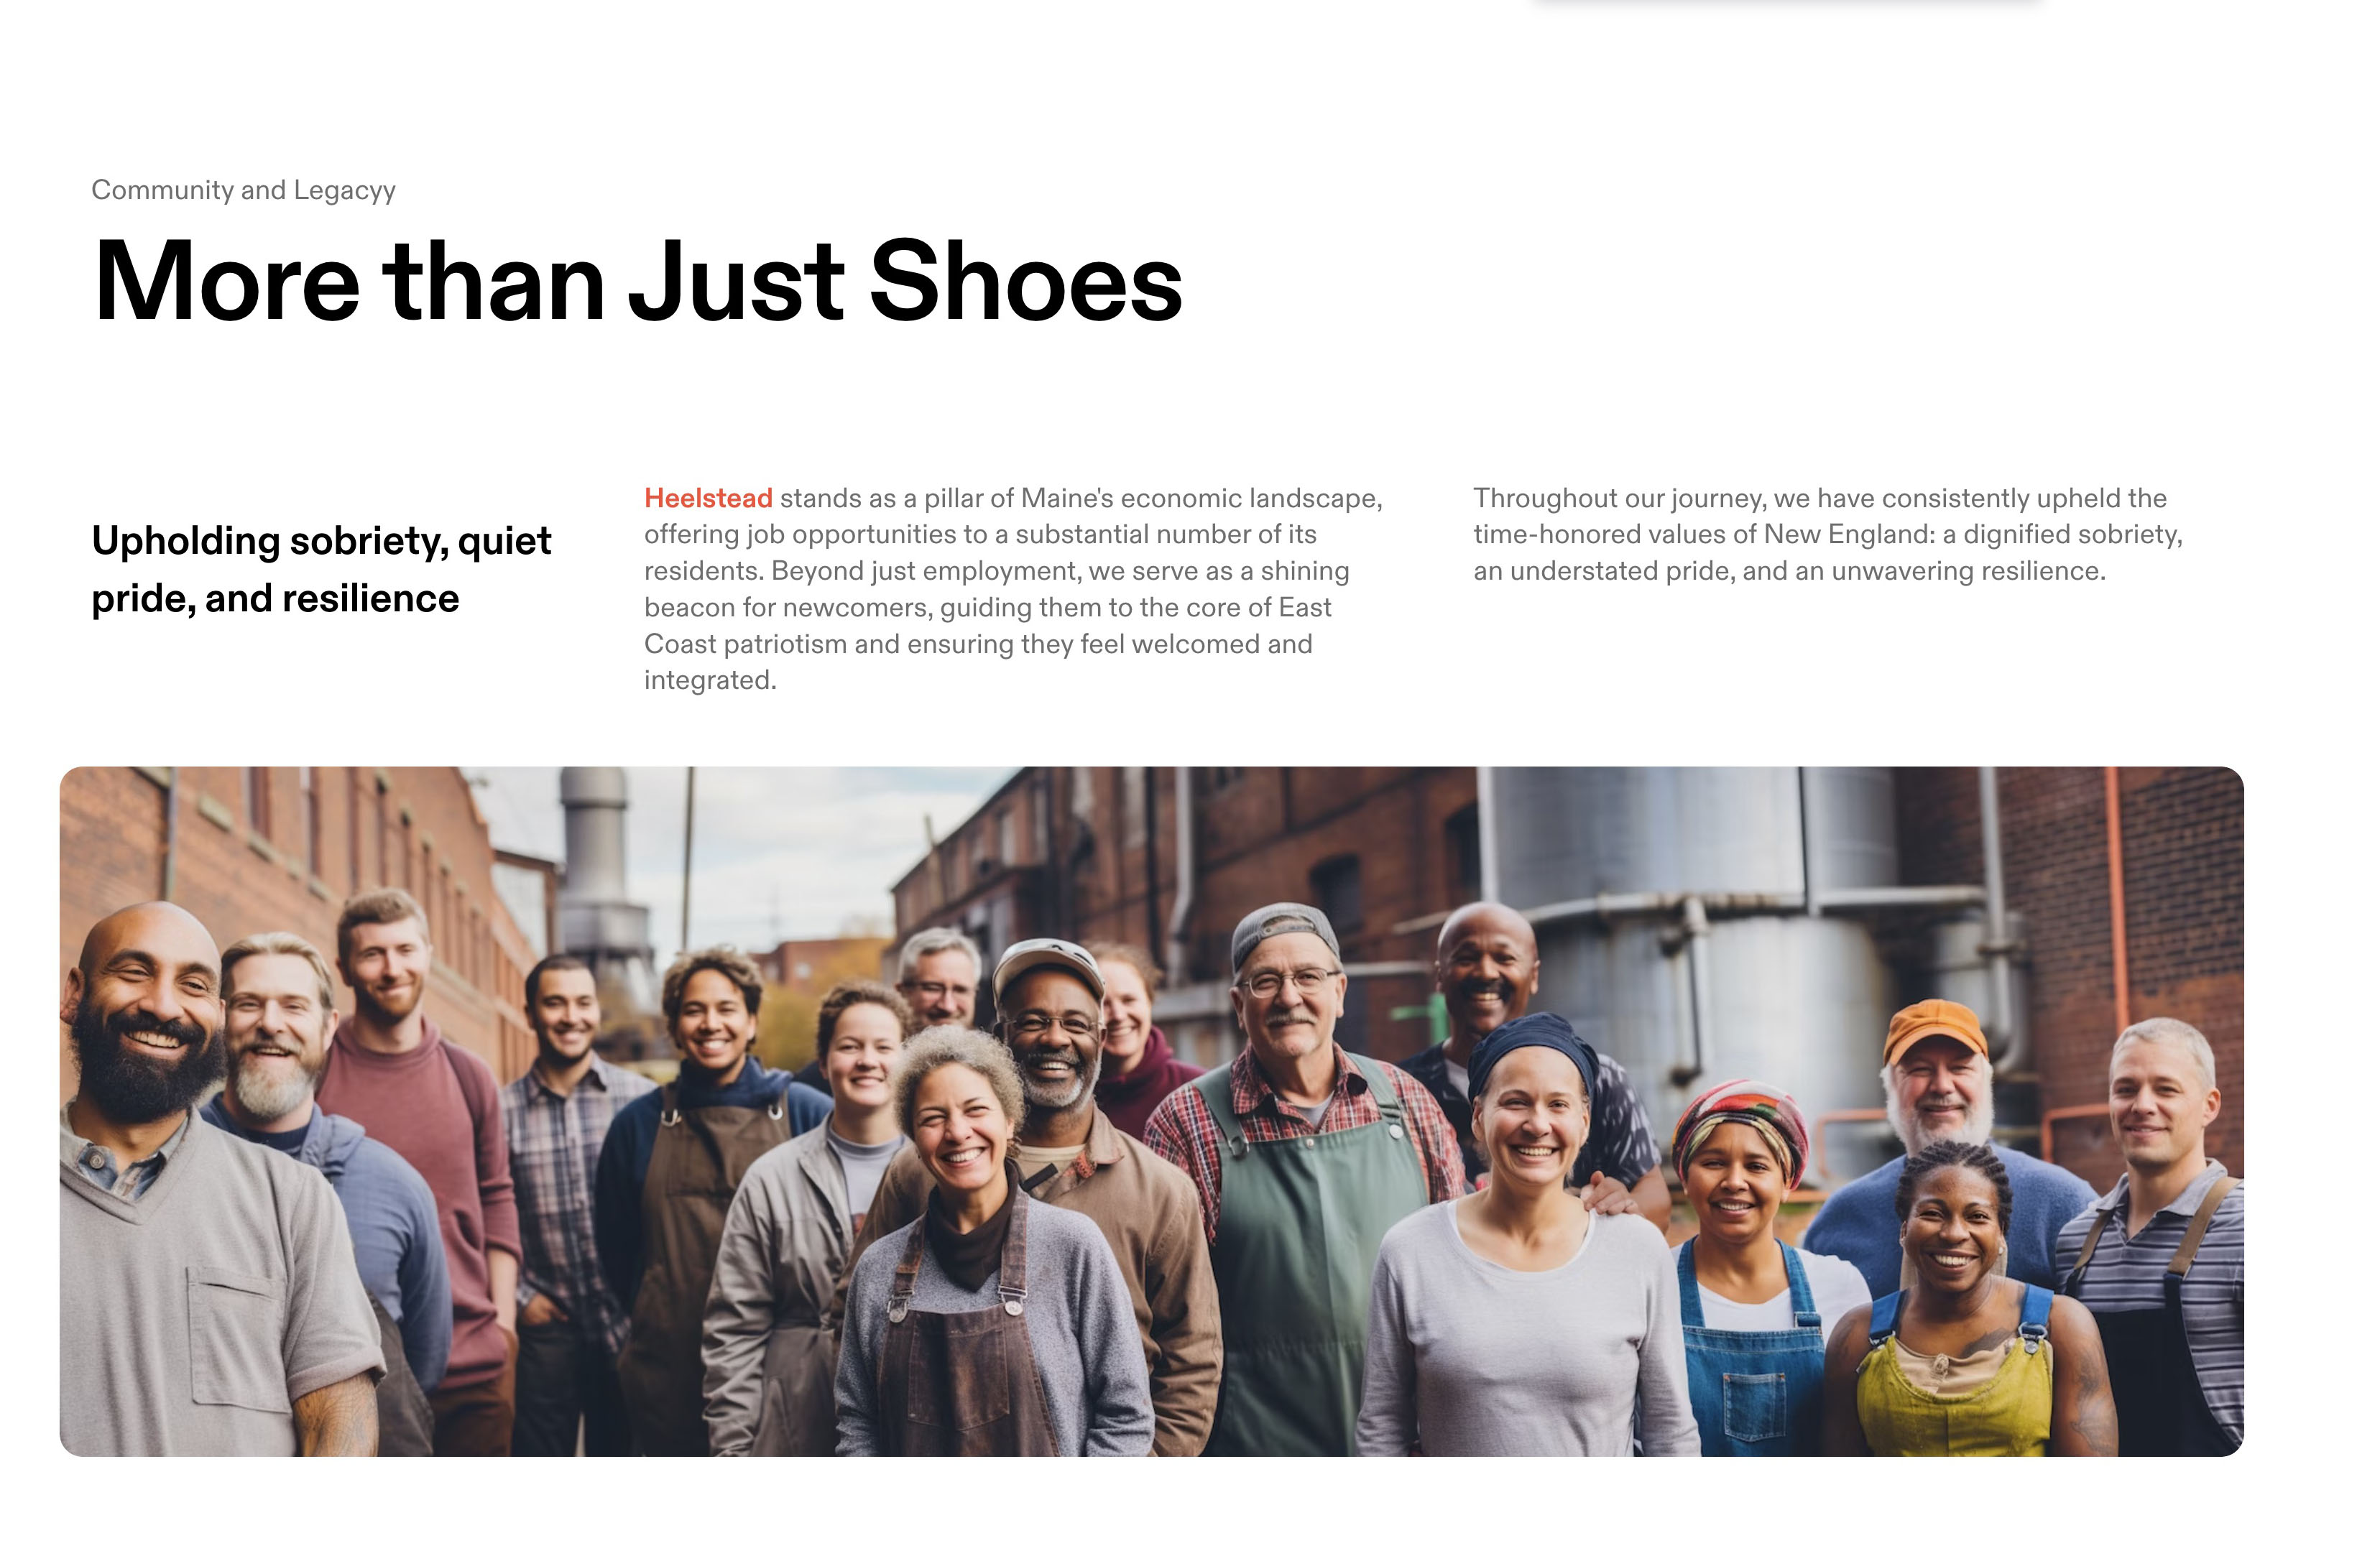 Community and Legacyy
More than Just Shoes
Upholding sobriety, quiet
pride, and resilience
Heelstead stands as a pillar of Maine's economic landscape,
offering job opportunities to a substantial number of its
residents. Beyond just employment, we serve as a shining
beacon for newcomers, guiding them to the core of East
Coast patriotism and ensuring they feel welcomed and
integrated.
Throughout our journey, we have consistently upheld the
time-honored values of New England: a dignified sobriety,
an understated pride, and an unwavering resilience.